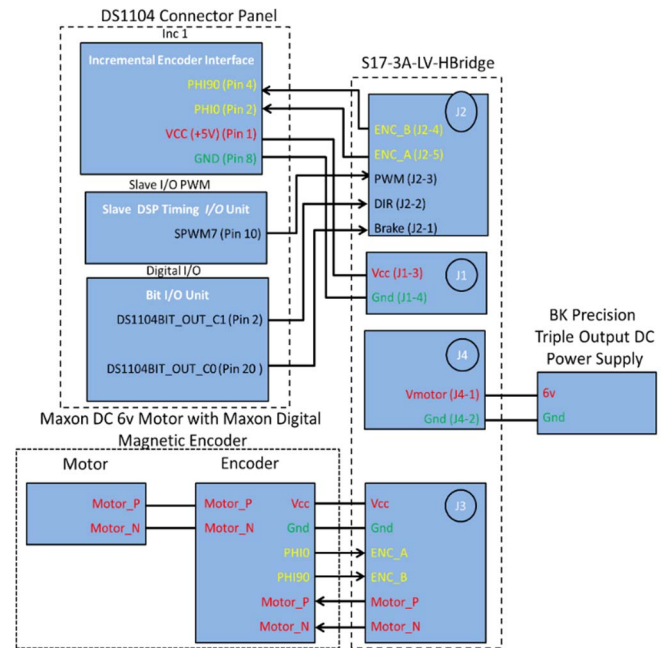 DS1104 Connector Panel
Inc 1
Incremental Encoder Interface
PHI90 (Pin 4)
PHI0 (Pin 2)
VCC (+5V) (Pin 1)
GND (Pin 8)
Slave I/O PWM
Slave DSP Timing I/O Unit
SPWM7 (Pin 10)
Digital I/O
Bit I/O Unit
DS1104BIT_OUT_C1 (Pin 2)
DS1104BIT_OUT_C0 (Pin 20 )
S17-3A-LV-HBridge
J2
ENC_B (J2-4)
ENC_A (J2-5)
PWM (J2-3)
DIR (J2-2)
Brake (J2-1)
J1
Vcc (J1-3)
Gnd (J1-4)
J4
Vmotor (J4-1)
Gnd (J4-2)
BK Precision
Triple Output DC
Power Supply
6v
Gnd
Maxon DC 6v Motor with Maxon Digital
Magnetic Encoder
Motor
Motor_P
Motor_N
Encoder
Motor_P
Motor_N
Vcc
Gnd
PHI0
PHI90
Motor_P
Motor_N
J3
Vcc
Gnd
ENC_A
ENC_B
Motor_P
Motor_N